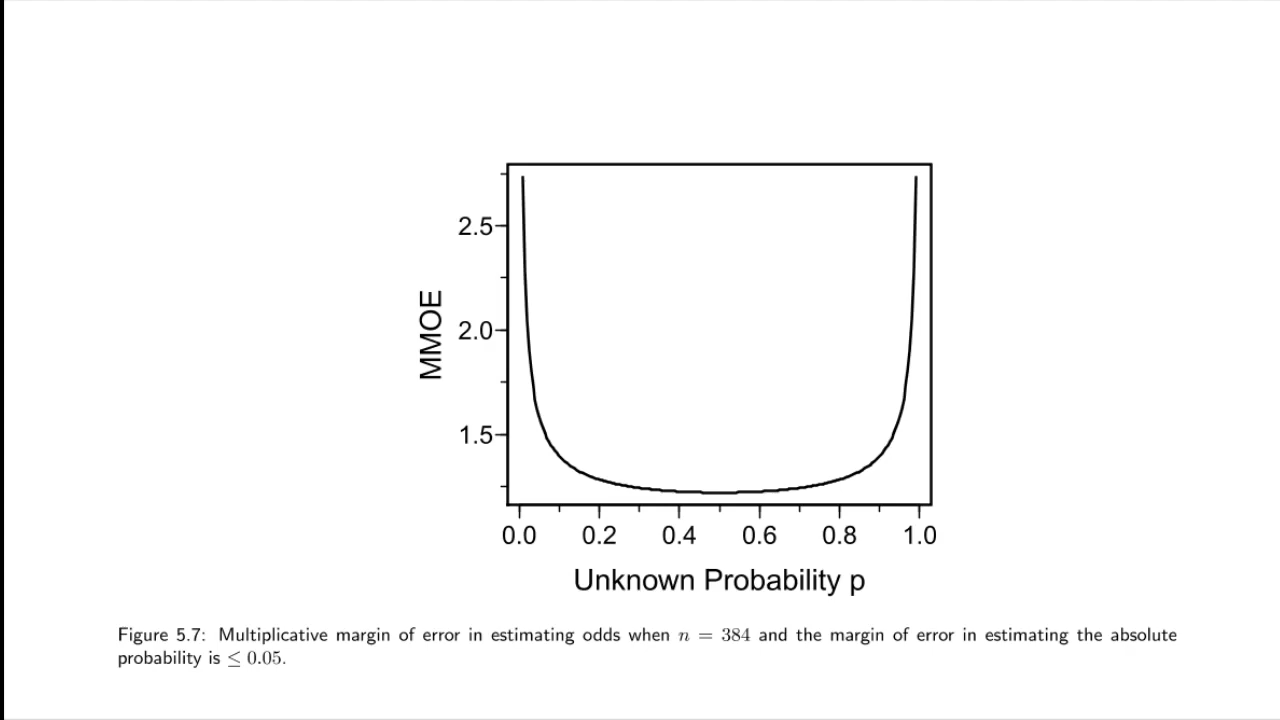 2.5
2.0
1.5
MMOE
0.0 0.2 0.4 0.6 0.8 1.0
Unknown Probability p
Figure 5.7: Multiplicative margin of error in estimating odds when n = 384 and the margin of error in estimating the absolute
probability is ≤ 0.05.